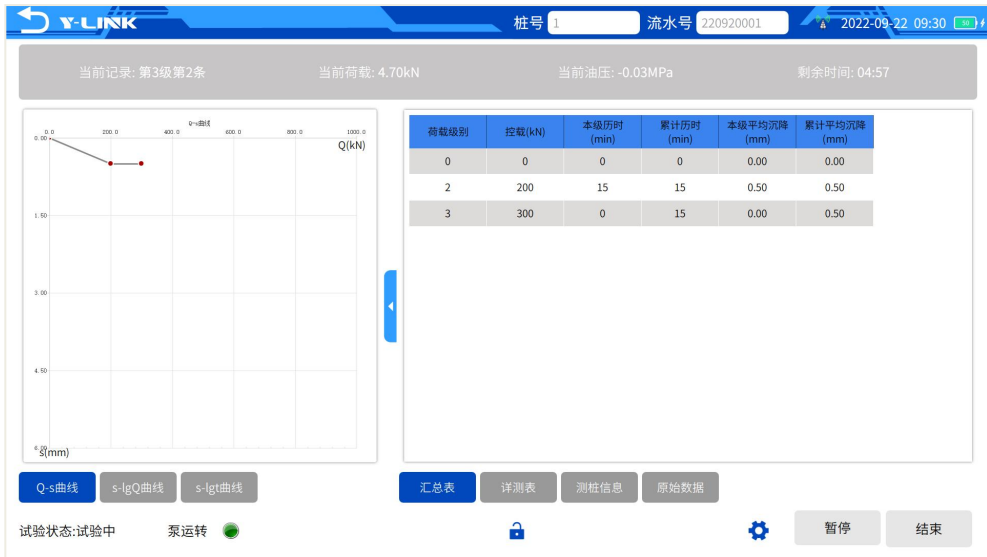 Y-LINK 桩号 1 流水号 220920001 2022-09-22 09:30 50
当前记录: 第3级第2条 当前荷载: 4.70kN 当前油压: -0.03MPa 剩余时间: 04:57
Q-s曲线
0.0 200.0 400.0 600.0 800.0 1000.0
0.00
Q(kN)
1.50
3.00
4.50
6.00
s(mm)
荷载级别 控载(kN) 本级历时(min) 累计历时(min) 本级平均沉降(mm) 累计平均沉降(mm)
0 0 0 0 0.00 0.00
2 200 15 15 0.50 0.50
3 300 0 15 0.00 0.50
Q-s曲线 s-lgQ曲线 s-lgt曲线 汇总表 详测表 测桩信息 原始数据
试验状态:试验中 泵运转 暂停 结束